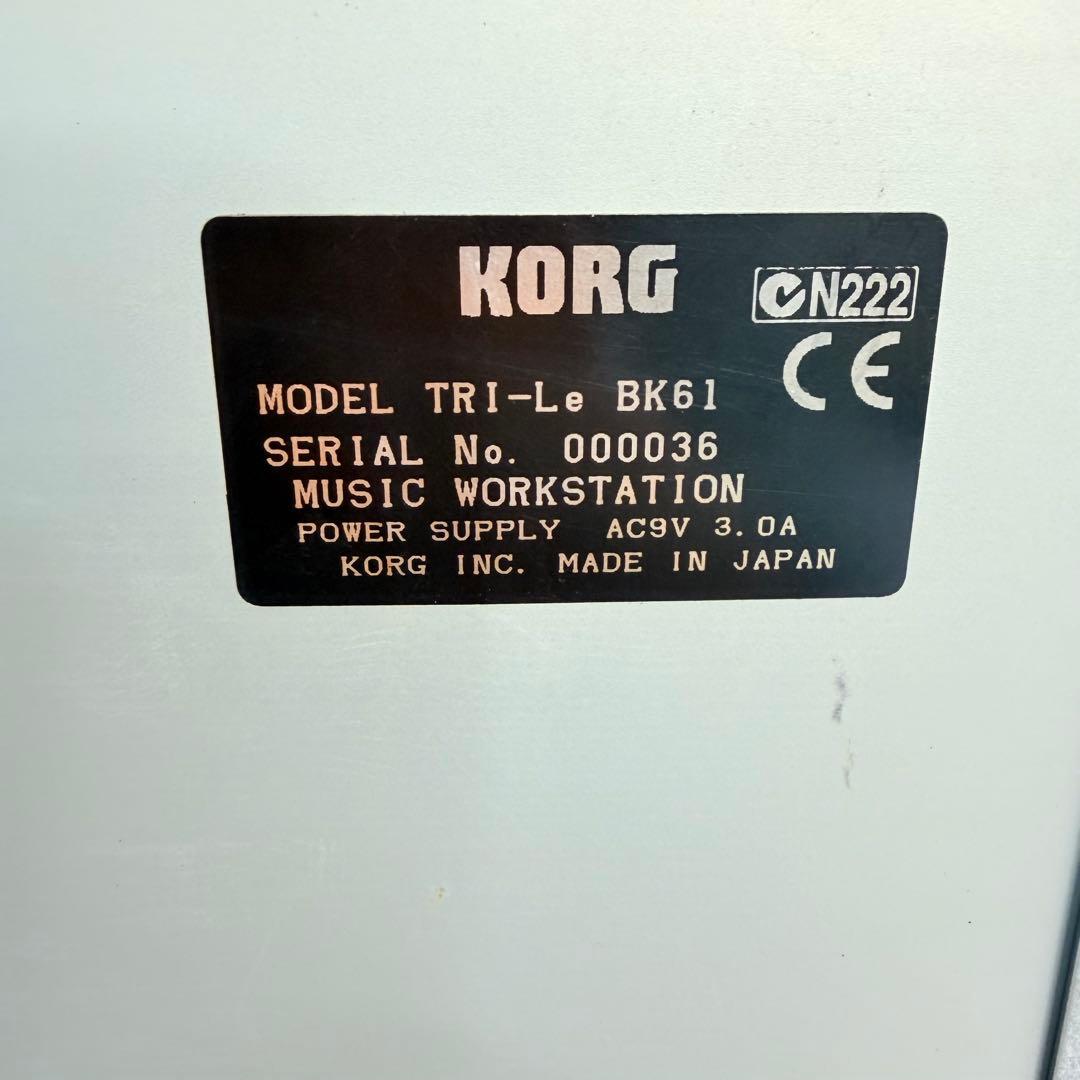 KORG
N222
CE
MODEL TRI-Le BK61
SERIAL No. 000036
MUSIC WORKSTATION
POWER SUPPLY AC9V 3.0A
KORG INC. MADE IN JAPAN